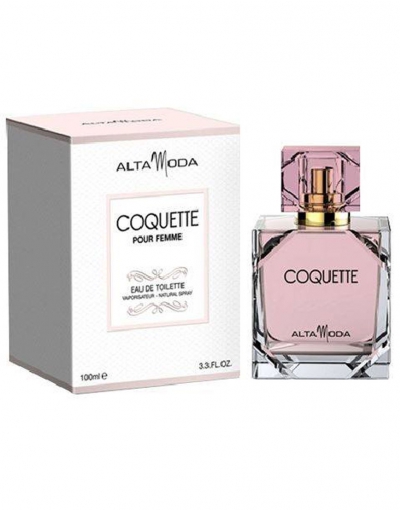 ALTA MODA
ALTA MODA
COQUETTE
POUR FEMME
EAU DE TOILETTE
VAPORISATEUR - NATURAL SPRAY
100ml e
3.3.FL.OZ.
COQUETTE
ALTA MODA